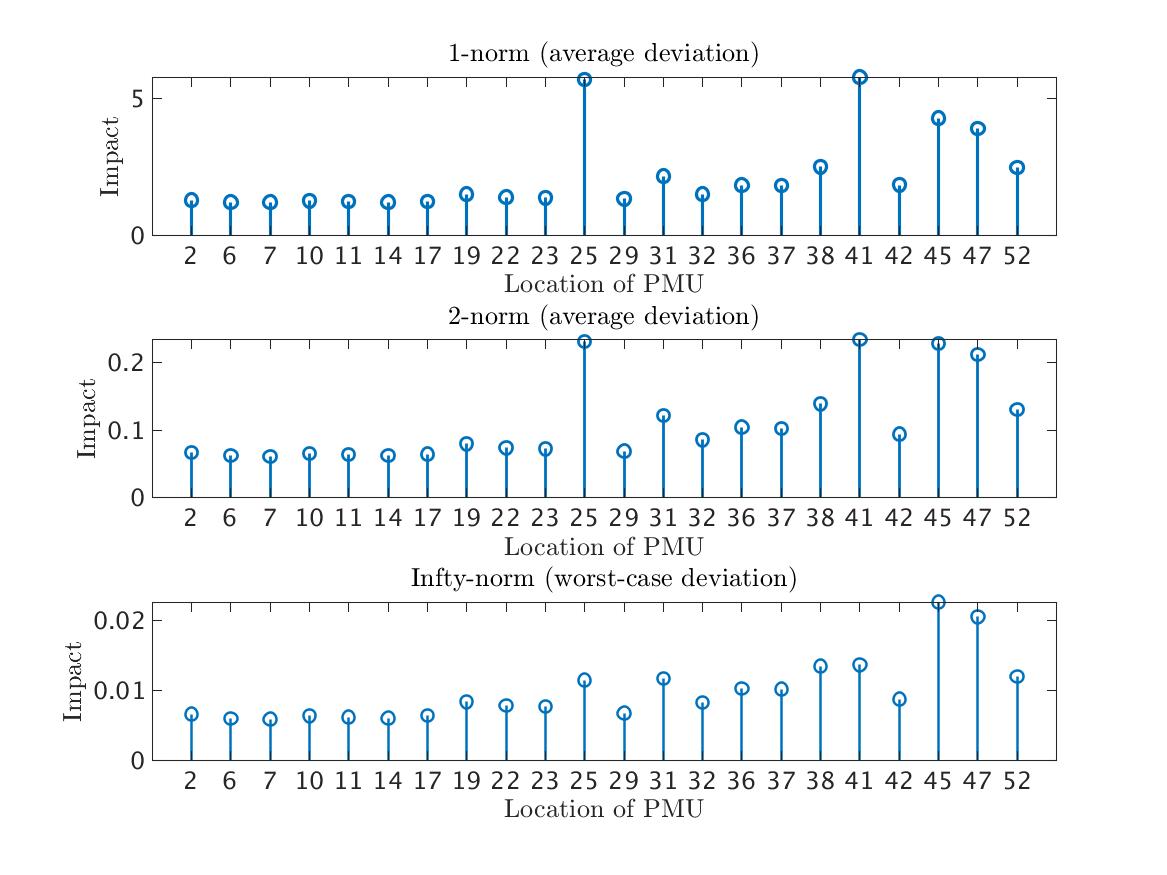 1-norm (average deviation)
5
0
Impact
2 6 7 10 11 14 17 19 22 23 25 29 31 32 36 37 38 41 42 45 47 52
Location of PMU
2-norm (average deviation)
0.2
0.1
0
Impact
2 6 7 10 11 14 17 19 22 23 25 29 31 32 36 37 38 41 42 45 47 52
Location of PMU
Infty-norm (worst-case deviation)
0.02
0.01
0
Impact
2 6 7 10 11 14 17 19 22 23 25 29 31 32 36 37 38 41 42 45 47 52
Location of PMU